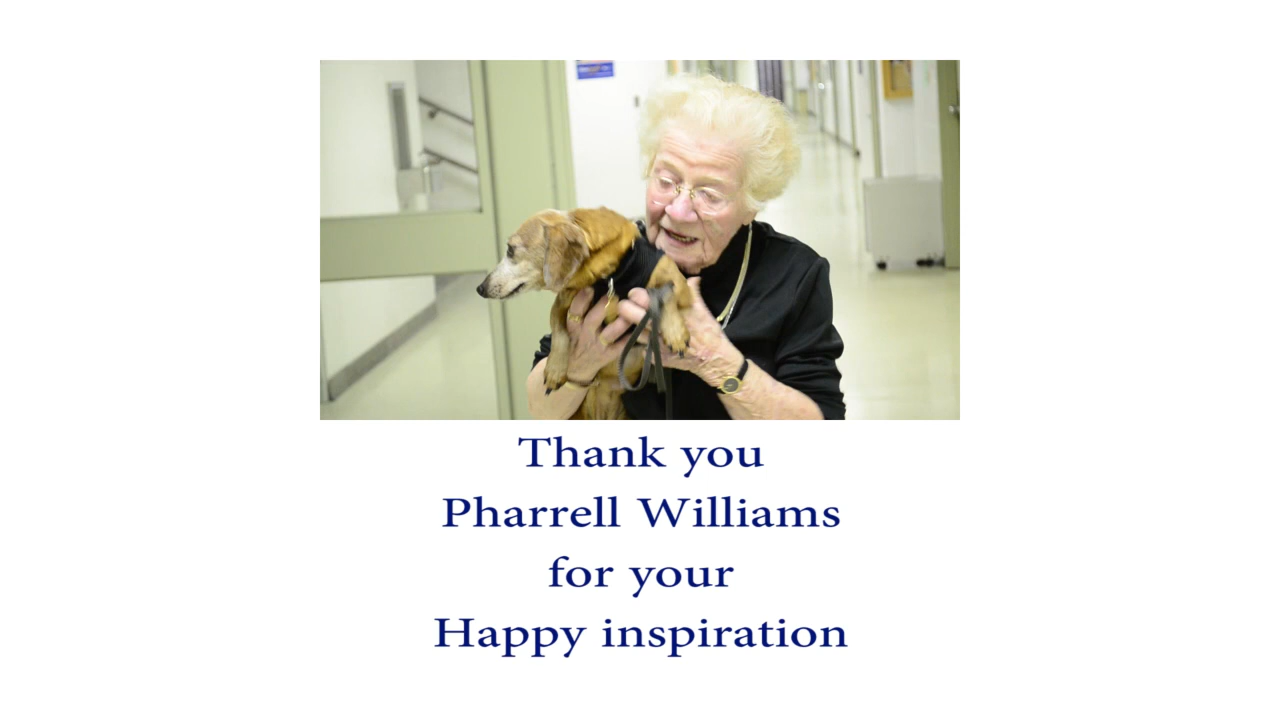 Thank you
Pharrell Williams
for your
Happy inspiration